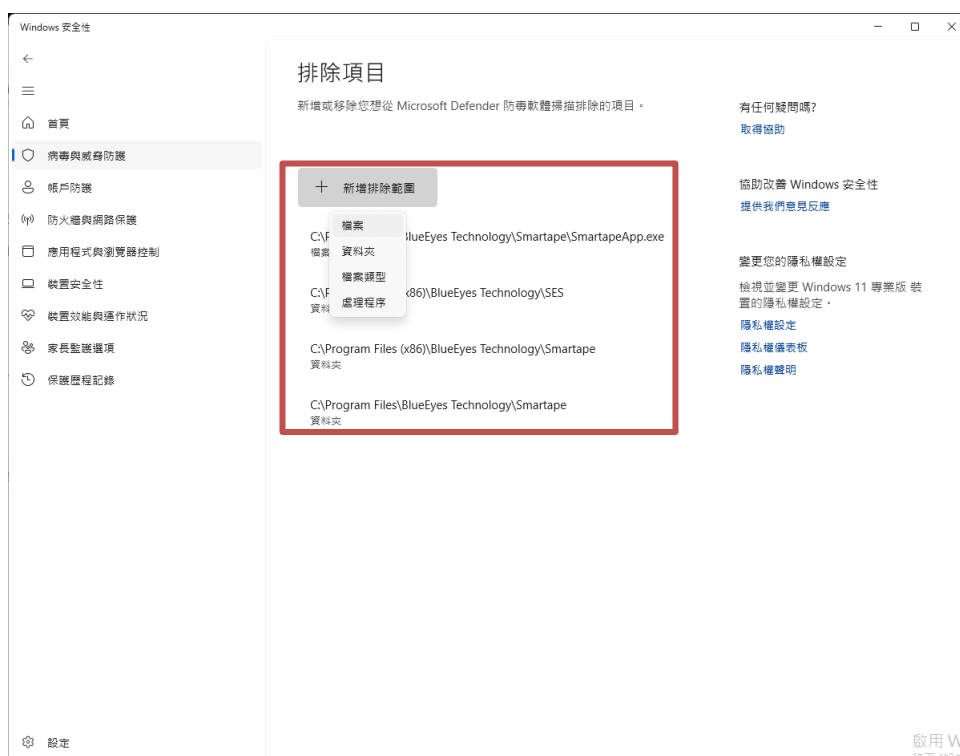 Windows 安全性
首頁
病毒與威脅防護
帳戶防護
防火牆與網路保護
應用程式與瀏覽器控制
裝置安全性
裝置效能與運作狀況
家長監護選項
保護歷程記錄
設定
排除項目
新增或移除您想從 Microsoft Defender 防毒軟體掃描排除的項目。
新增排除範圍
檔案
資料夾
檔案類型
處理程序
C:\P lueEyes Technology\Smartape\SmartapeApp.exe
檔案
C:\P x86)\BlueEyes Technology\SES
資料
C:\Program Files (x86)\BlueEyes Technology\Smartape
資料夾
C:\Program Files\BlueEyes Technology\Smartape
資料夾
有任何疑問嗎?
取得協助
協助改善 Windows 安全性
提供我們意見反應
變更您的隱私權設定
檢視並變更 Windows 11 專業版 裝
置的隱私權設定。
隱私權設定
隱私權儀表板
隱私權聲明
啟用 W